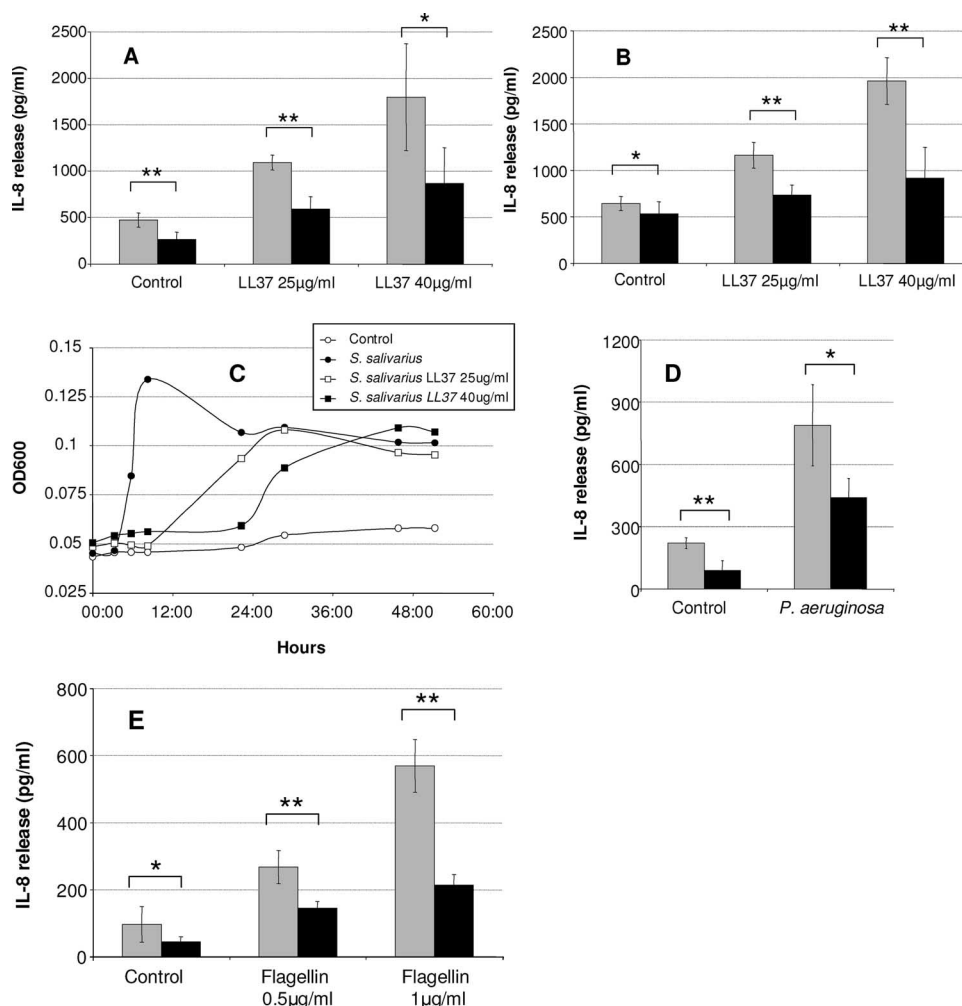 A
IL-8 release (pg/ml)
2500
2000
1500
1000
500
0
**
**
*
Control
LL37 25µg/ml
LL37 40µg/ml
B
IL-8 release (pg/ml)
2500
2000
1500
1000
500
0
*
**
**
Control
LL37 25µg/ml
LL37 40µg/ml
C
Control
S. salivarius
S. salivarius LL37 25ug/ml
S. salivarius LL37 40ug/ml
OD600
0.15
0.125
0.1
0.075
0.05
0.025
00:00
12:00
24:00
36:00
48:00
60:00
Hours
D
IL-8 release (pg/ml)
1200
900
600
300
0
**
*
Control
P. aeruginosa
E
IL-8 release (pg/ml)
800
600
400
200
0
*
**
**
Control
Flagellin
0.5µg/ml
Flagellin
1µg/ml